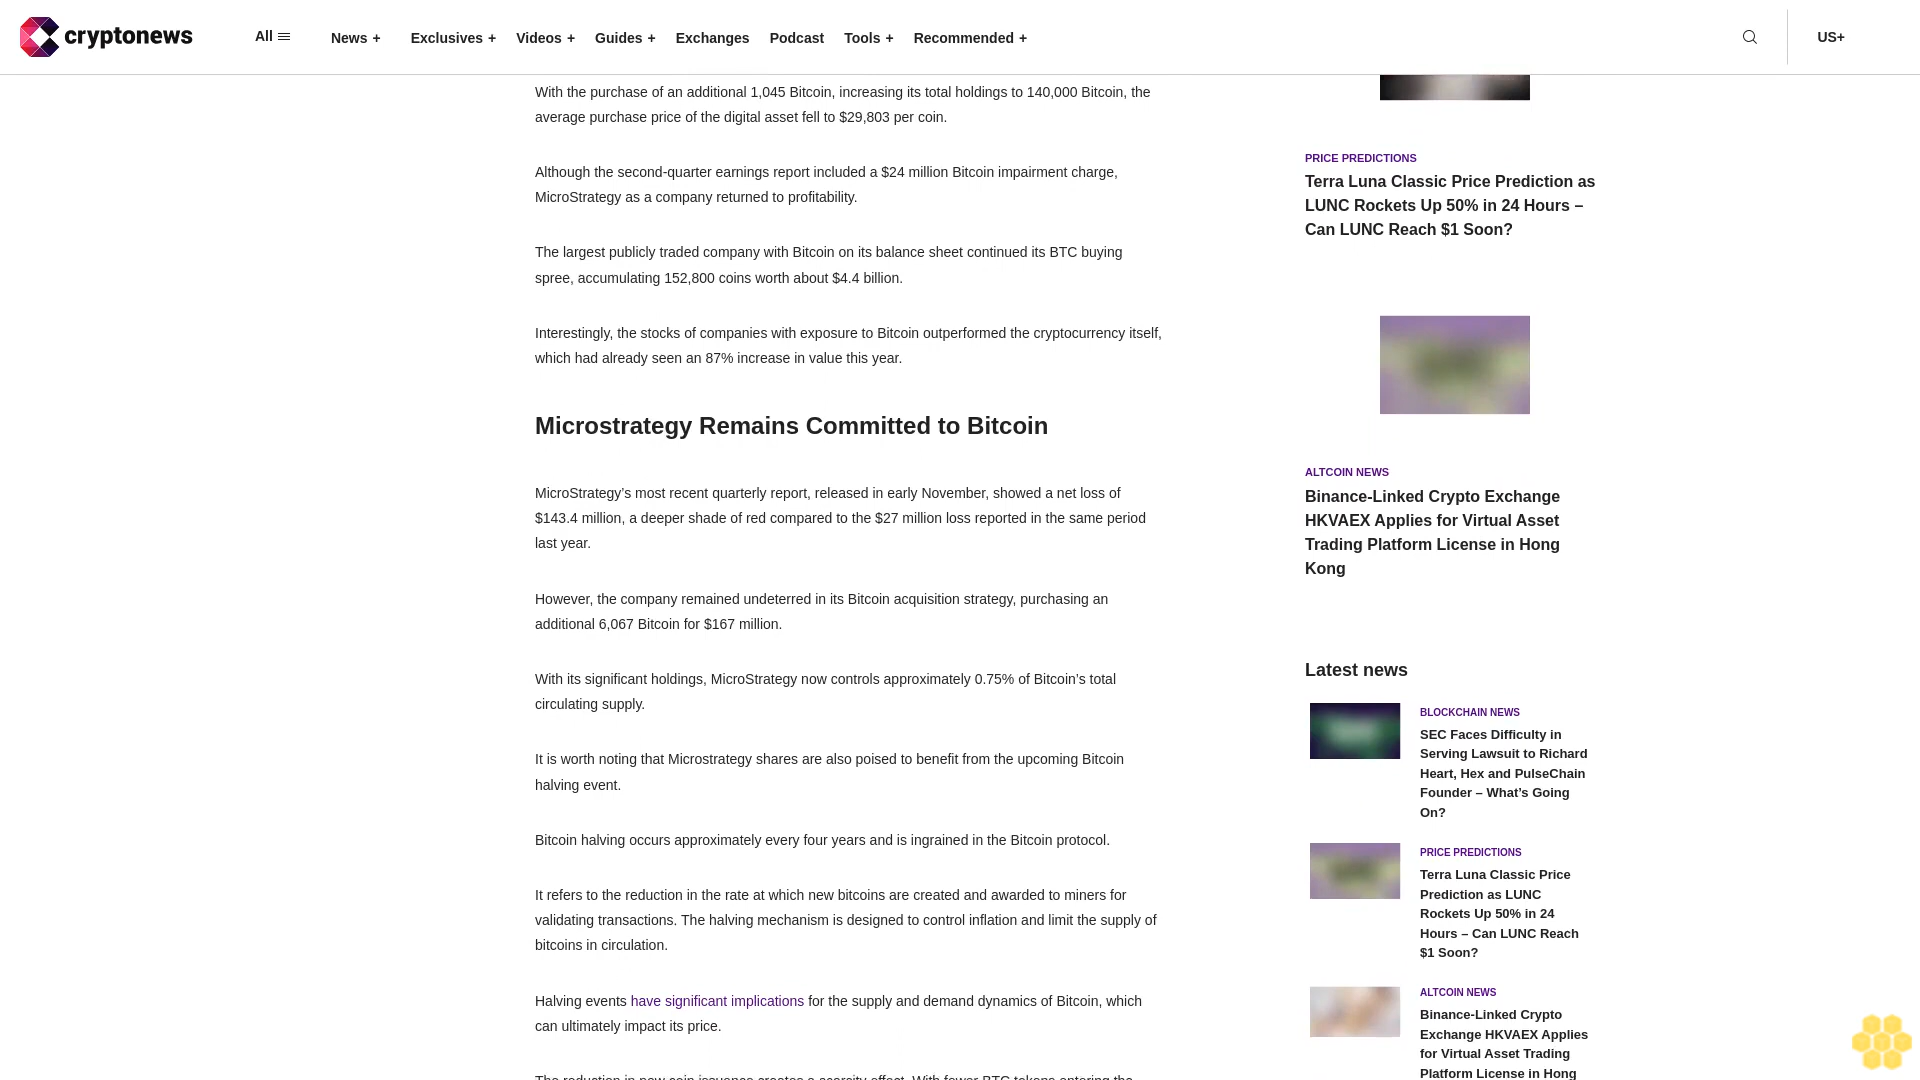 cryptonews
All
News +
Exclusives +
Videos +
Guides +
Exchanges
Podcast
Tools +
Recommended +
US+
With the purchase of an additional 1,045 Bitcoin, increasing its total holdings to 140,000 Bitcoin, the
average purchase price of the digital asset fell to $29,803 per coin.
Although the second-quarter earnings report included a $24 million Bitcoin impairment charge,
MicroStrategy as a company returned to profitability.
The largest publicly traded company with Bitcoin on its balance sheet continued its BTC buying
spree, accumulating 152,800 coins worth about $4.4 billion.
Interestingly, the stocks of companies with exposure to Bitcoin outperformed the cryptocurrency itself,
which had already seen an 87% increase in value this year.
Microstrategy Remains Committed to Bitcoin
MicroStrategy’s most recent quarterly report, released in early November, showed a net loss of
$143.4 million, a deeper shade of red compared to the $27 million loss reported in the same period
last year.
However, the company remained undeterred in its Bitcoin acquisition strategy, purchasing an
additional 6,067 Bitcoin for $167 million.
With its significant holdings, MicroStrategy now controls approximately 0.75% of Bitcoin’s total
circulating supply.
It is worth noting that Microstrategy shares are also poised to benefit from the upcoming Bitcoin
halving event.
Bitcoin halving occurs approximately every four years and is ingrained in the Bitcoin protocol.
It refers to the reduction in the rate at which new bitcoins are created and awarded to miners for
validating transactions. The halving mechanism is designed to control inflation and limit the supply of
bitcoins in circulation.
Halving events have significant implications for the supply and demand dynamics of Bitcoin, which
can ultimately impact its price.
The reduction in new coin issuance creates a scarcity effect. With fewer BTC tokens entering the
PRICE PREDICTIONS
Terra Luna Classic Price Prediction as
LUNC Rockets Up 50% in 24 Hours –
Can LUNC Reach $1 Soon?
ALTCOIN NEWS
Binance-Linked Crypto Exchange
HKVAEX Applies for Virtual Asset
Trading Platform License in Hong
Kong
Latest news
BLOCKCHAIN NEWS
SEC Faces Difficulty in
Serving Lawsuit to Richard
Heart, Hex and PulseChain
Founder – What’s Going
On?
PRICE PREDICTIONS
Terra Luna Classic Price
Prediction as LUNC
Rockets Up 50% in 24
Hours – Can LUNC Reach
$1 Soon?
ALTCOIN NEWS
Binance-Linked Crypto
Exchange HKVAEX Applies
for Virtual Asset Trading
Platform License in Hong